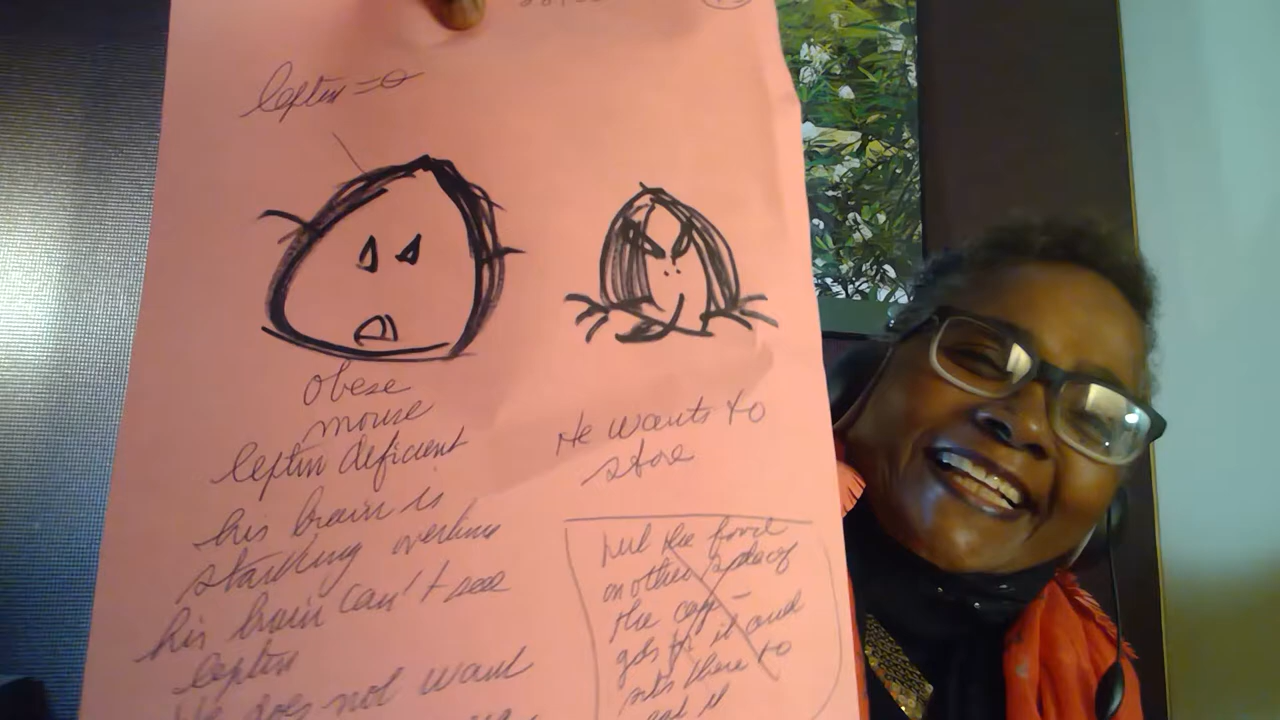 leptin = 0
obese
mouse
leptin deficient
his brain is
starking overtime
his brain can't see
leptin
He does not want
He wants to
store
put the food
on other side of
the cage -
gets to it and
sits there to
eat it